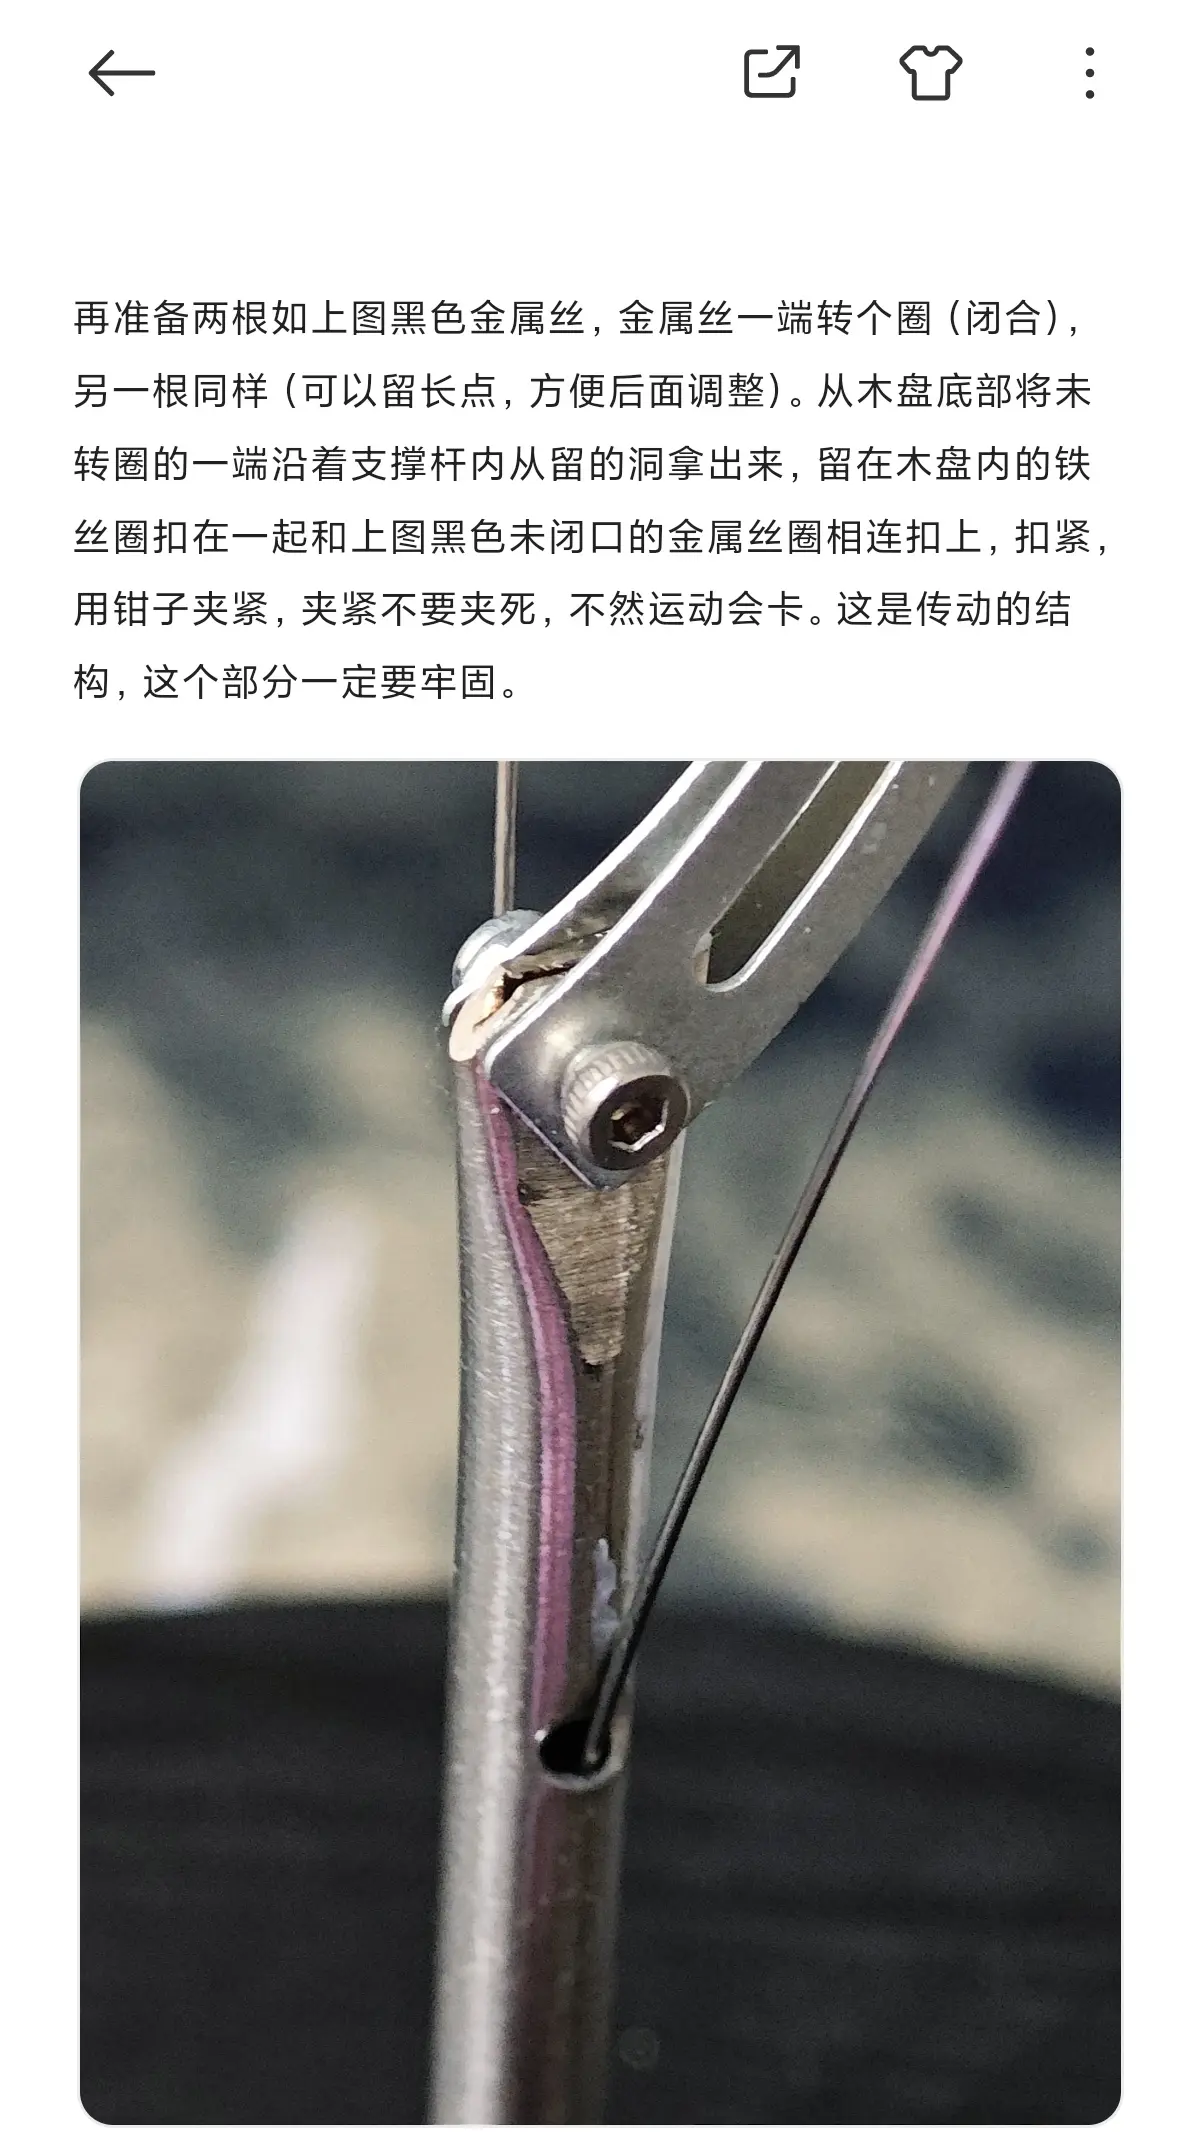 再准备两根如上图黑色金属丝，金属丝一端转个圈（闭合），
另一根同样（可以留长点，方便后面调整）。从木盘底部将未
转圈的一端沿着支撑杆内从留的洞拿出来，留在木盘内的铁
丝圈扣在一起和上图黑色未闭口的金属丝圈相连扣上，扣紧，
用钳子夹紧，夹紧不要夹死，不然运动会卡。这是传动的结
构，这个部分一定要牢固。